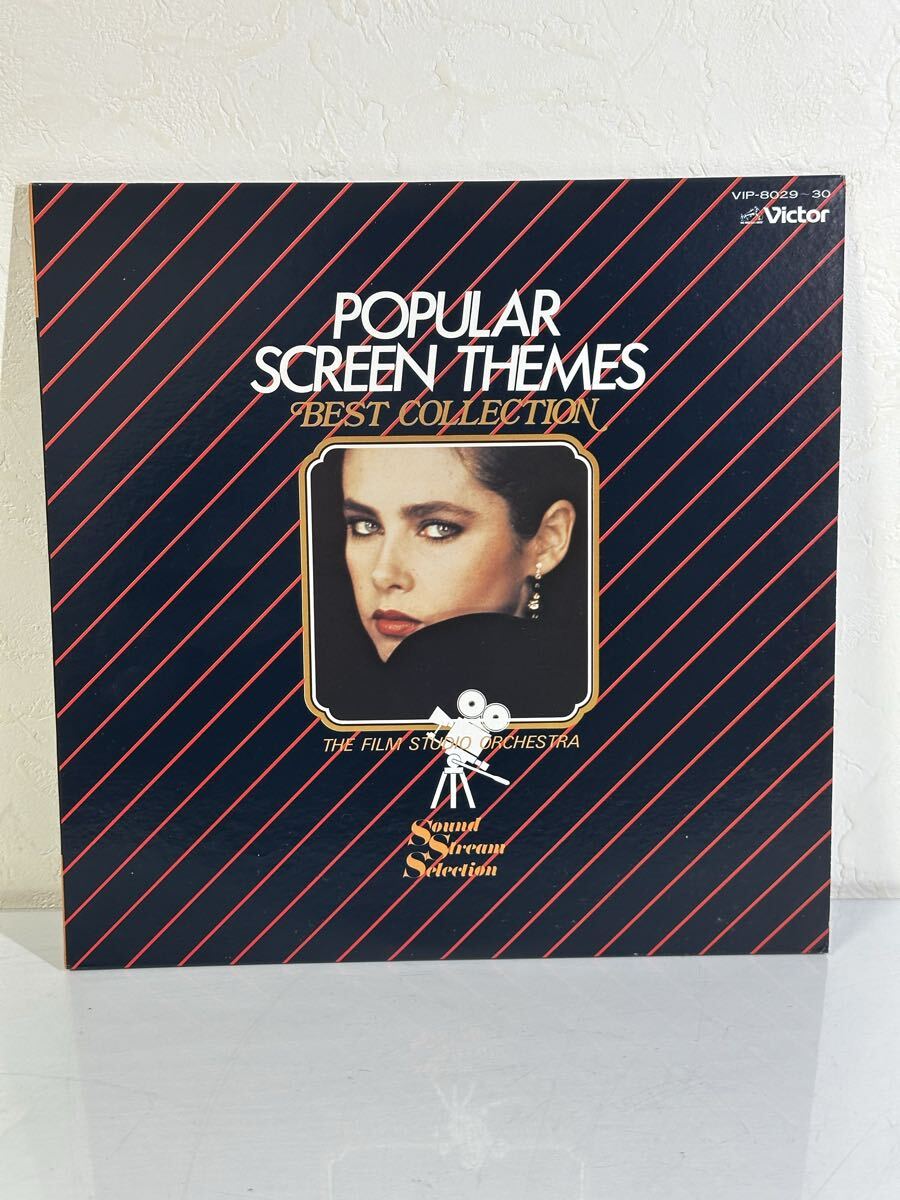 VIP-8029~30
Victor
POPULAR
SCREEN THEMES
BEST COLLECTION
THE FILM STUDIO ORCHESTRA
Sound
Stream
Selection